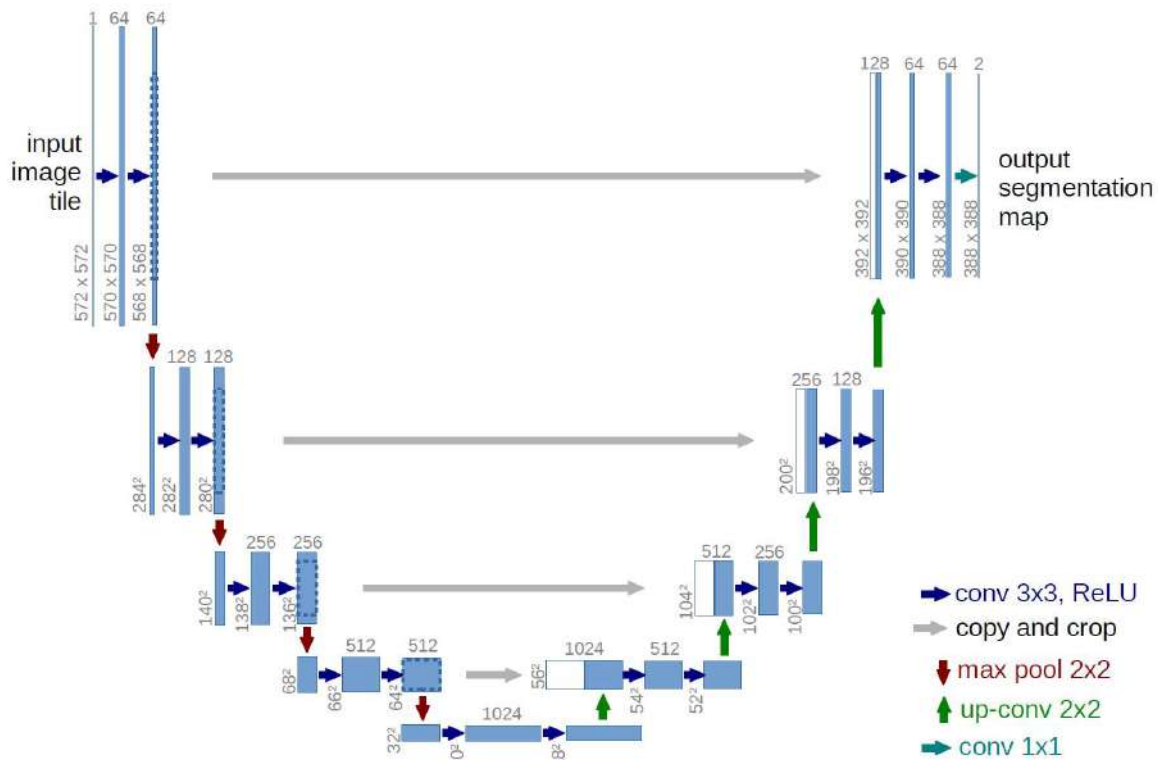 1 64 64
input
image
tile
572 x 572
570 x 570
568 x 568
128 64 64 2
output
segmentation
map
392 x 392
390 x 390
388 x 388
388 x 388
128 128
284²
282²
280²
256 128
200²
198²
196²
256 256
140²
138²
136²
512 256
104²
102²
100²
512 512
68²
66²
64²
1024 512
56²
54²
52²
1024
32²
0²
8²
conv 3x3, ReLU
copy and crop
max pool 2x2
up-conv 2x2
conv 1x1